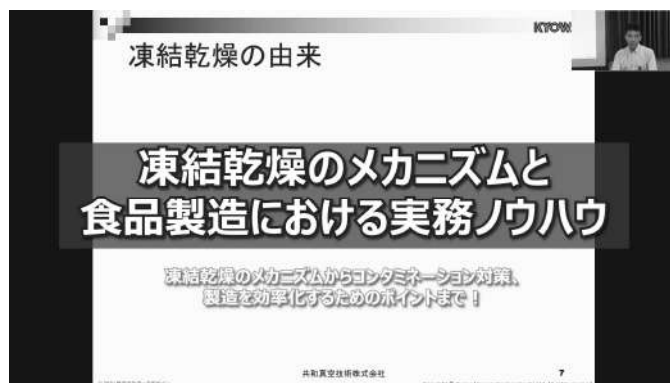 KYOW
凍結乾燥の由来
凍結乾燥のメカニズムと
食品製造における実務ノウハウ
凍結乾燥のメカニズムからコンタミネーション対策、
製造を効率化するためのポイントまで！
共和真空技術株式会社
7